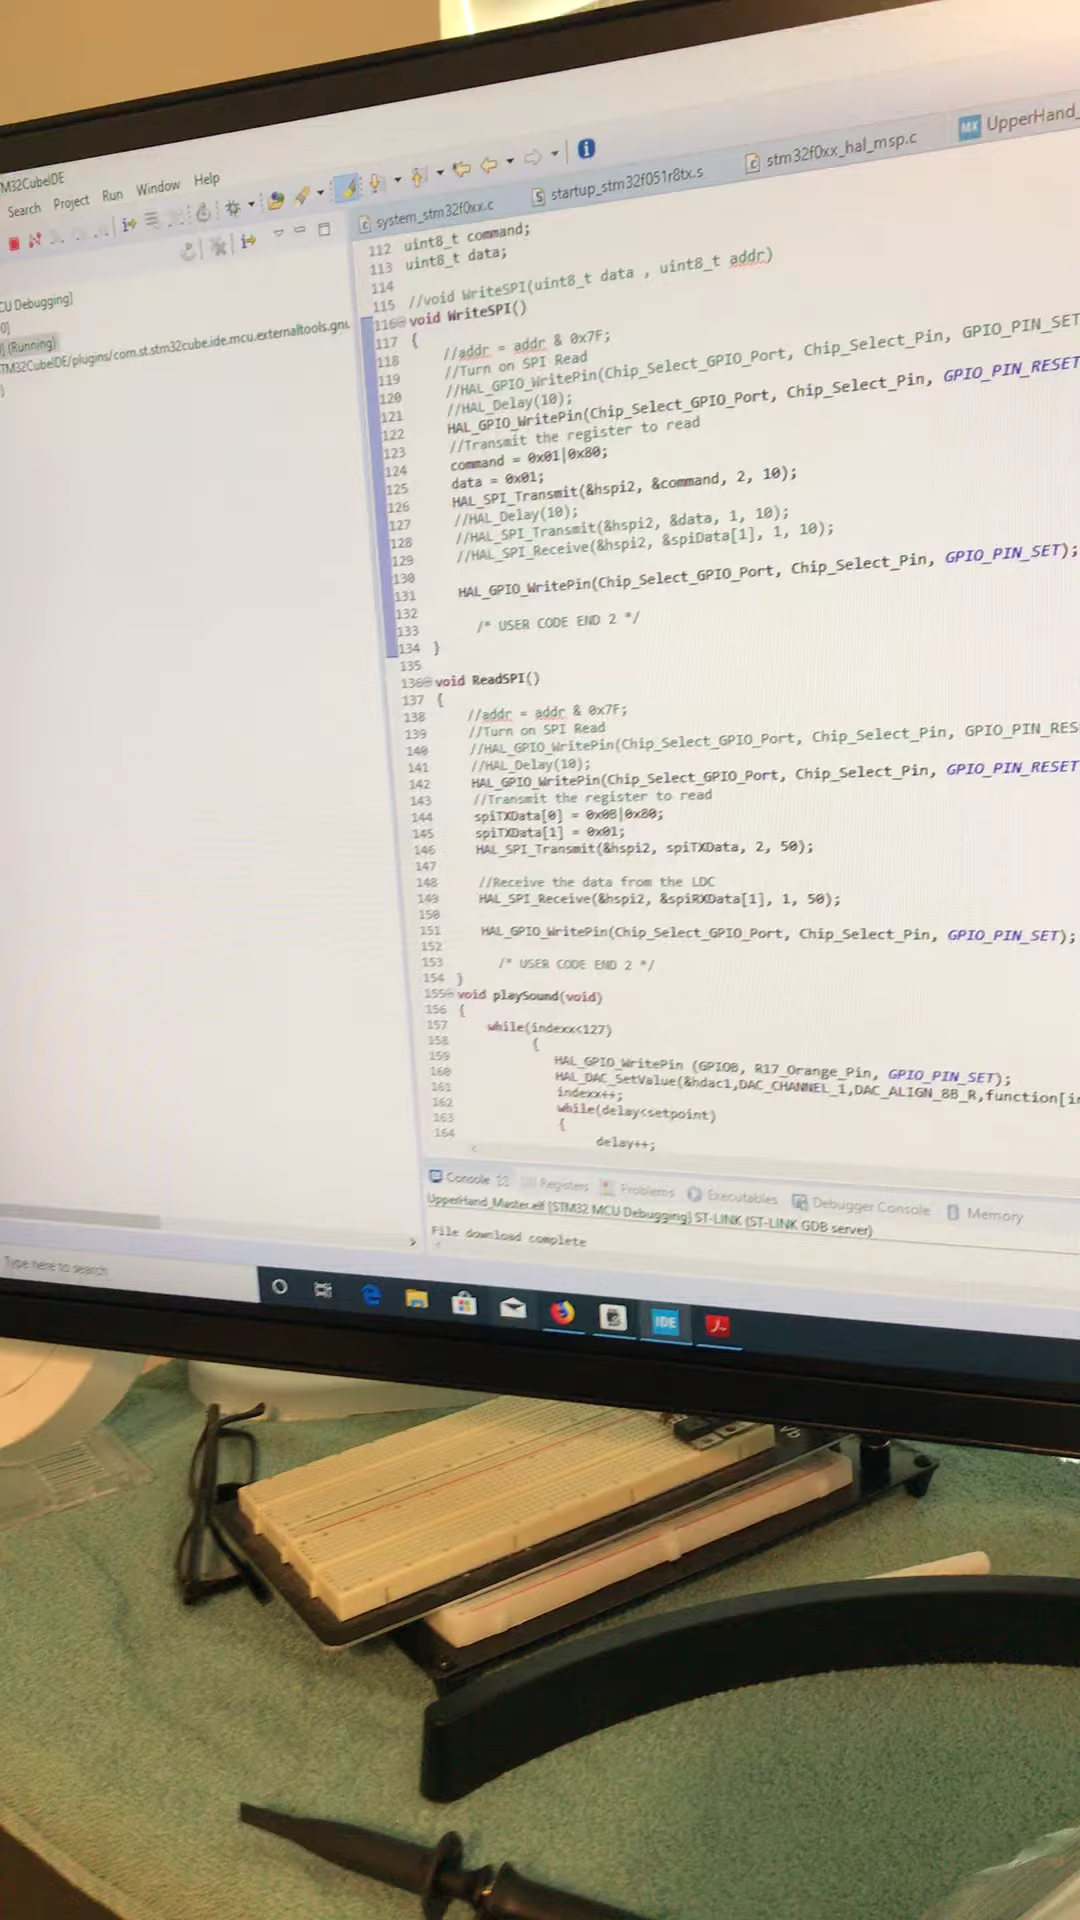 M32CubeIDE
Search Project Run Window Help
system_stm32f0xx.c
startup_stm32f051r8tx.s
stm32f0xx_hal_msp.c
MX UpperHand_
CU Debugging]
0]
(Running)
TM32CubeIDE/plugins/com.st.stm32cube.ide.mcu.externaltools.gnu
)
112 uint8_t command;
113 uint8_t data;
114
115 //void WriteSPI(uint8_t data , uint8_t addr)
116 void WriteSPI()
117 {
118 //addr = addr & 0x7F;
119 //Turn on SPI Read
120 //HAL_GPIO_WritePin(Chip_Select_GPIO_Port, Chip_Select_Pin, GPIO_PIN_SET
121 //HAL_Delay(10);
122 HAL_GPIO_WritePin(Chip_Select_GPIO_Port, Chip_Select_Pin, GPIO_PIN_RESET
123 //Transmit the register to read
124 command = 0x01|0x80;
125 data = 0x01;
126 HAL_SPI_Transmit(&hspi2, &command, 2, 10);
127 //HAL_Delay(10);
128 //HAL_SPI_Transmit(&hspi2, &data, 1, 10);
129 //HAL_SPI_Receive(&hspi2, &spiData[1], 1, 10);
130
131 HAL_GPIO_WritePin(Chip_Select_GPIO_Port, Chip_Select_Pin, GPIO_PIN_SET);
132
133 /* USER CODE END 2 */
134 }
135
136 void ReadSPI()
137 {
138 //addr = addr & 0x7F;
139 //Turn on SPI Read
140 //HAL_GPIO_WritePin(Chip_Select_GPIO_Port, Chip_Select_Pin, GPIO_PIN_RES
141 //HAL_Delay(10);
142 HAL_GPIO_WritePin(Chip_Select_GPIO_Port, Chip_Select_Pin, GPIO_PIN_RESET
143 //Transmit the register to read
144 spiTXData[0] = 0x0B|0x80;
145 spiTXData[1] = 0x01;
146 HAL_SPI_Transmit(&hspi2, spiTXData, 2, 50);
147
148 //Receive the data from the LDC
149 HAL_SPI_Receive(&hspi2, &spiRXData[1], 1, 50);
150
151 HAL_GPIO_WritePin(Chip_Select_GPIO_Port, Chip_Select_Pin, GPIO_PIN_SET);
152
153 /* USER CODE END 2 */
154 }
155 void playSound(void)
156 {
157 while(indexx<127)
158 {
159 HAL_GPIO_WritePin (GPIOB, R17_Orange_Pin, GPIO_PIN_SET);
160 HAL_DAC_SetValue(&hdac1,DAC_CHANNEL_1,DAC_ALIGN_8B_R,function[in
161 indexx++;
162 while(delay<setpoint)
163 {
164 delay++;
Console Registers Problems Executables Debugger Console Memory
UpperHand_Master.elf [STM32 MCU Debugging] ST-LINK (ST-LINK GDB server)
File download complete
Type here to search
IDE